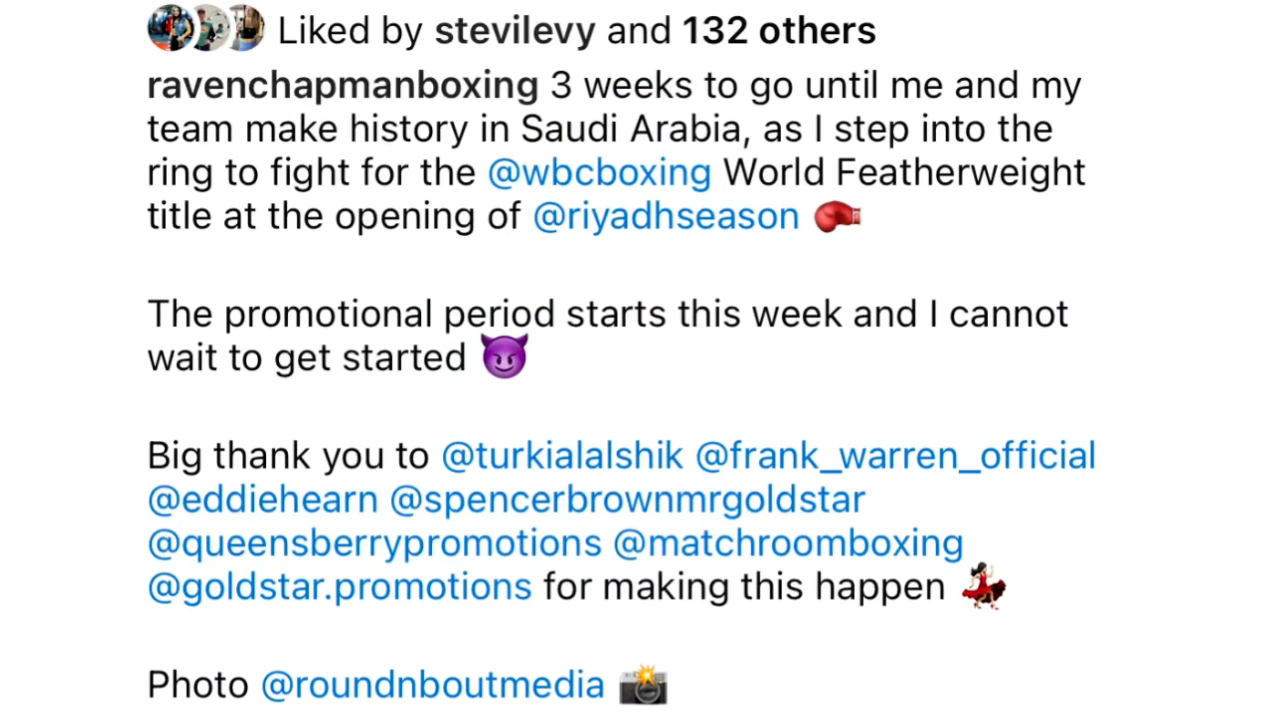 Liked by stevilevy and 132 others
ravenchapmanboxing 3 weeks to go until me and my
team make history in Saudi Arabia, as I step into the
ring to fight for the @wbcboxing World Featherweight
title at the opening of @riyadhseason 🥊
The promotional period starts this week and I cannot
wait to get started 😈
Big thank you to @turkialalshik @frank_warren_official
@eddiehearn @spencerbrownmrgoldstar
@queensberrypromotions @matchroomboxing
@goldstar.promotions for making this happen 💃🏻
Photo @roundnboutmedia 📸